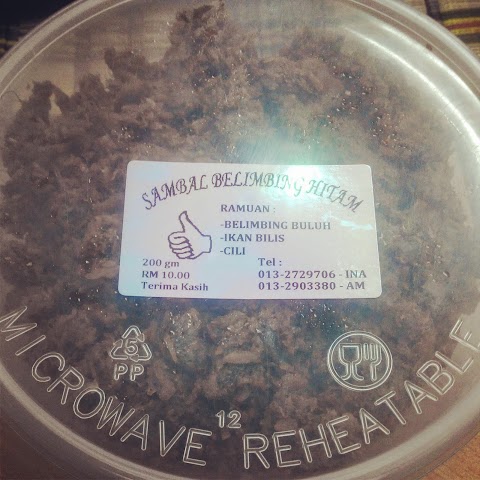 SAMBAL BELIMBING HITAM
RAMUAN :
-BELIMBING BULUH
-IKAN BILIS
-CILI
200 gm
RM 10.00
Terima Kasih
Tel :
013-2729706 - INA
013-2903380 - AM
5
PP
12
MICROWAVE REHEATABLE